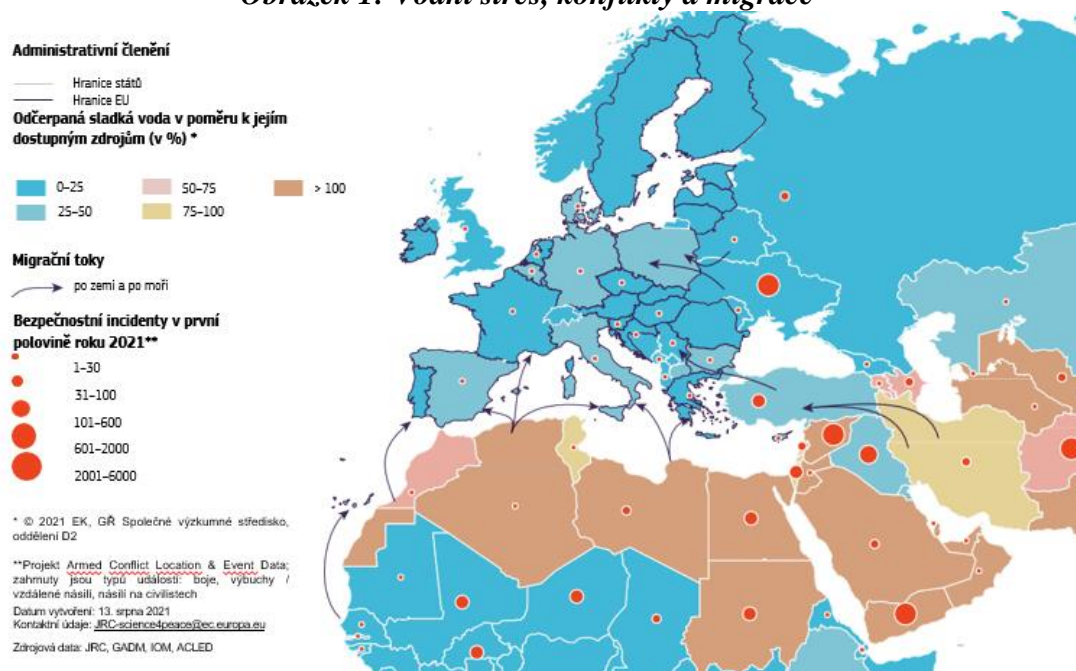 Obrázek 1: Vodní stres, konflikty a migrace
Administrativní členění
Hranice států
Hranice EU
Odčerpaná sladká voda v poměru k jejím
dostupným zdrojům (v %) *
0–25
50–75
> 100
25–50
75–100
Migrační toky
po zemi a po moři
Bezpečnostní incidenty v první
polovině roku 2021**
1–30
31–100
101–600
601–2000
2001–6000
* © 2021 EK, GŘ Společné výzkumné středisko,
oddělení D2
**Projekt Armed Conflict Location & Event Data;
zahrnuty jsou typů událostí: boje, výbuchy /
vzdálené násilí, násilí na civilistech
Datum vytvoření: 13. srpna 2021
Kontaktní údaje: JRC-science4peace@ec.europa.eu
Zdrojová data: JRC, GADM, IOM, ACLED